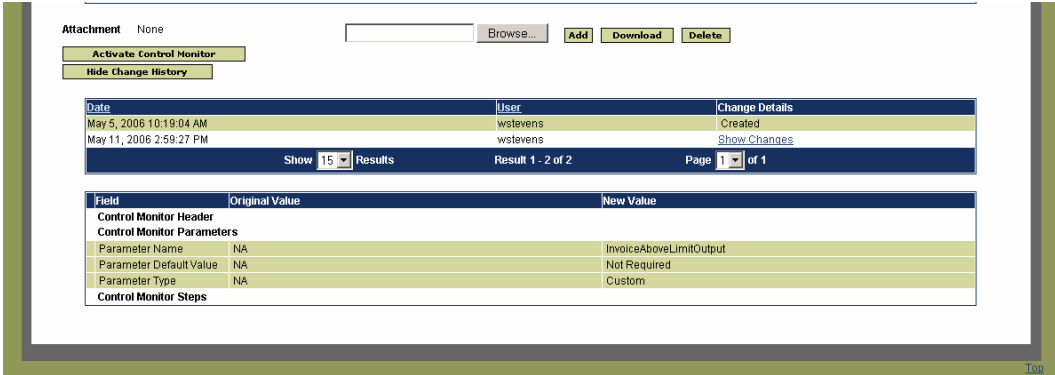 Attachment None Browse... Add Download Delete
Activate Control Monitor
Hide Change History
Date User Change Details
May 5, 2006 10:19:04 AM wstevens Created
May 11, 2006 2:59:27 PM wstevens Show Changes
Show 15 Results Result 1 - 2 of 2 Page 1 of 1
Field Original Value New Value
Control Monitor Header
Control Monitor Parameters
Parameter Name NA InvoiceAboveLimitOutput
Parameter Default Value NA Not Required
Parameter Type NA Custom
Control Monitor Steps
Top